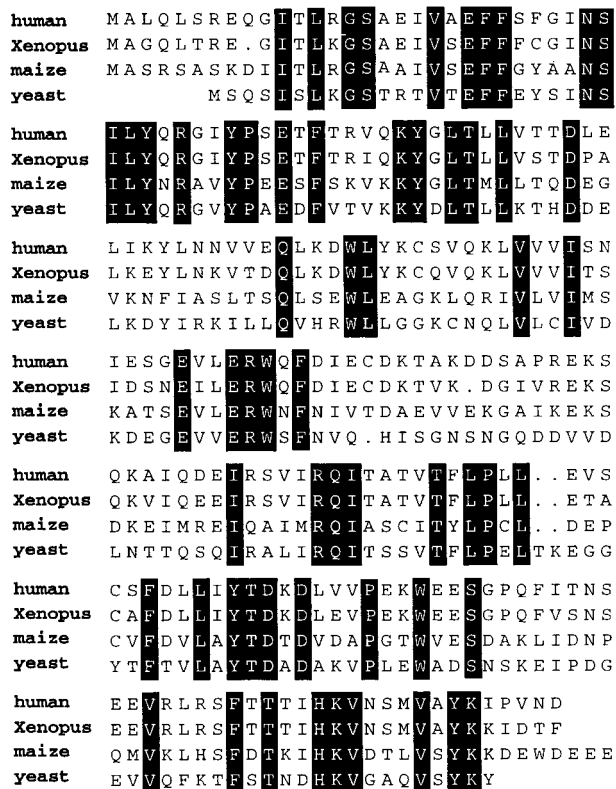 human MALQLSREQGITLRGSAEIVAEFFSFGINS
Xenopus MAGQLTRE.GITLKGSAEIVSEFFFCGINS
maize MASRSASKDIITLKGSAAIVSEFFGYAANS
yeast MSQSISLKGSTRTVTEFFEYSINS
human ILYQRGIYPSETFTRVQKYGLTLLVTTDLE
Xenopus ILYQRGIYPSETFTRIQKYGLTLLVSTDPA
maize ILYNRAVYPEESFSKVKKYGLTMLLTQDEG
yeast ILYQRGVYPAEDFVTVKKYDLTLLKTHDDE
human LIKYLNNVVEQLKDWLYKCSVQKLVVVISN
Xenopus LKEYLNKVTDQLKDWLYKCQVQKLVVVITS
maize VKNFIASLTSQLSEWLEAGKLQRIVLVIMS
yeast LKDYIRKILLQVHRWLLGGKCNQLVLCIVD
human IESGEVLERWQFDIECDKTAKDDSAPREKS
Xenopus IDSNEILERWQFDIECDKTVK.DGIVREKS
maize KATSEVLERWNFNIVTDAEVVEKGAIKEKS
yeast KDEGEVVERWSFNVQ.HISGNSNGQDDVVD
human QKAIQDEIRSVIRQITATVTFLPLL..EVS
Xenopus QKVIQEEIRSVIRQITATVTFLPLL..ETA
maize DKEIMREIQAIMRQIASCITYLPCL..DEP
yeast LNTTQSQIRALIRQITSSVTFLPELTKEGG
human CSFDLLIYTDKDLVVPEKWEESGPQFITNS
Xenopus CAFDLLIYTDKDLEVPEKWEESGPQFVSNS
maize CVFDVLAYTDTDVDAPGTWVESDAKLIDNP
yeast YTFTVLAYTDADAKVPLEWADSNSKEIPDG
human EEVRLRSFTTTIHKVNSMVAYKIPVND
Xenopus EEVRLRSFTTTIHKVNSMVAYKKIDTF
maize QMVKLHSFDTKIHKVDTLVSYKKDEWDEEE
yeast EVVQFKTFSTNDHKVGAQVSYKY